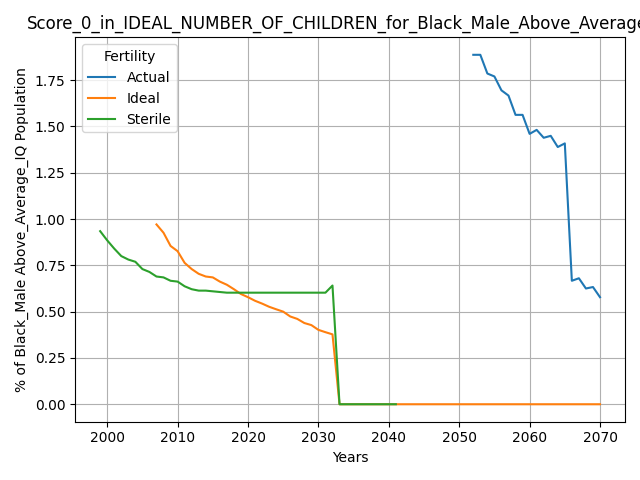 Score_0_in_IDEAL_NUMBER_OF_CHILDREN_for_Black_Male_Above_Average
Fertility
Actual
Ideal
Sterile
% of Black_Male Above_Average_IQ Population
1.75
1.50
1.25
1.00
0.75
0.50
0.25
0.00
2000 2010 2020 2030 2040 2050 2060 2070
Years